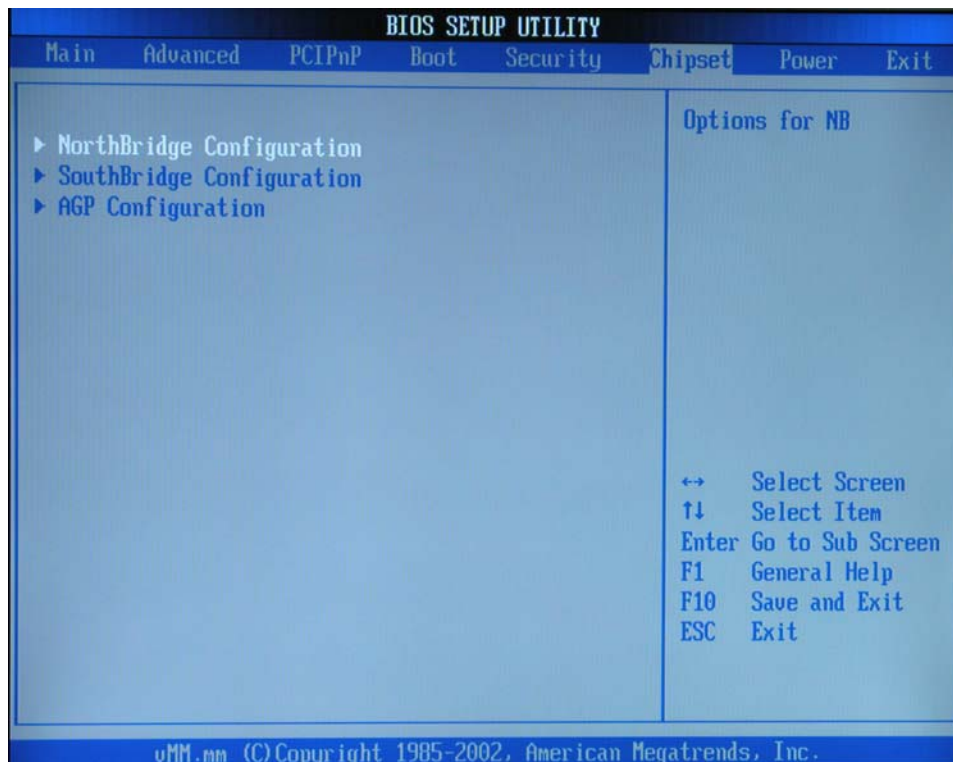 BIOS SETUP UTILITY
Main Advanced PCIPnP Boot Security Chipset Power Exit
▶ NorthBridge Configuration
▶ SouthBridge Configuration
▶ AGP Configuration
Options for NB
↔ Select Screen
↑↓ Select Item
Enter Go to Sub Screen
F1 General Help
F10 Save and Exit
ESC Exit
vMM.mm (C)Copyright 1985-2002, American Megatrends, Inc.